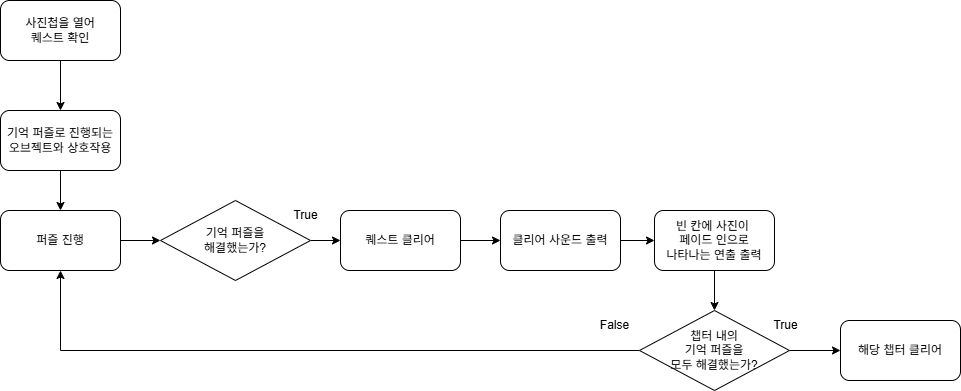 사진첩을 열어
퀘스트 확인
기억 퍼즐로 진행되는
오브젝트와 상호작용
퍼즐 진행
기억 퍼즐을
해결했는가?
True
퀘스트 클리어
클리어 사운드 출력
빈 칸에 사진이
페이드 인으로
나타나는 연출 출력
False
챕터 내의
기억 퍼즐을
모두 해결했는가?
True
해당 챕터 클리어